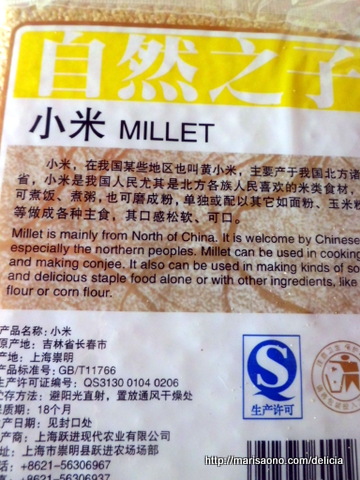 自然之子
小米 MILLET
小米，在我国某些地区也叫黄小米，主要产于我国北方诸
省，小米是我国人民尤其是北方各族人民喜欢的米类食材，
可煮饭、煮粥，也可磨成粉，单独或配以其它如面粉、玉米粉
等做成各种主食，其口感松软、可口。
Millet is mainly from North of China. It is welcome by Chinese
especially the northern peoples. Millet can be used in cooking
and making conjee. It also can be used in making kinds of so
and delicious staple food alone or with other ingredients, like
flour or corn flour.
产品名称: 小米
原产地: 吉林省长春市
产地: 上海崇明
产品标准号: GB/T11766
生产许可证编号: QS3130 0104 0206
贮存方法: 避阳光直射，置放通风干燥处
保质期: 18个月
生产日期: 见封口处
生产商: 上海跃进现代农业有限公司
地址: 上海市崇明县跃进农场场部
电话: +8621-56306967
+8621-56306937
QS
生产许可
http://marisaono.com/delicia